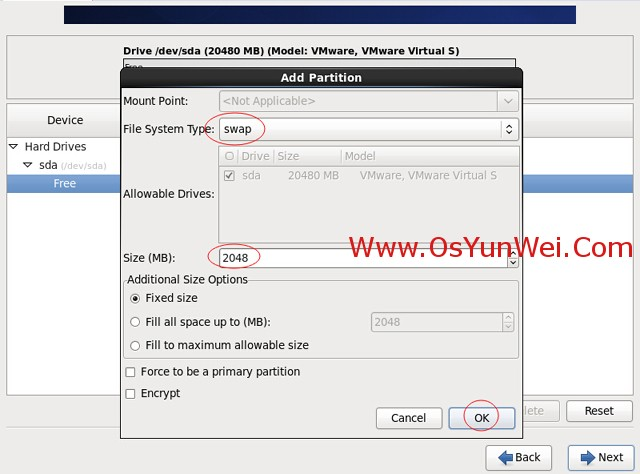 Drive /dev/sda (20480 MB) (Model: VMware, VMware Virtual S)
Free
Add Partition
Mount Point: <Not Applicable>
File System Type: swap
Drive Size Model
sda 20480 MB VMware, VMware Virtual S
Allowable Drives:
Size (MB): 2048
Additional Size Options
Fixed size
Fill all space up to (MB): 2048
Fill to maximum allowable size
Force to be a primary partition
Encrypt
Cancel OK
Device
Hard Drives
sda (/dev/sda)
Free
Www.OsYunWei.Com
Reset
Back Next